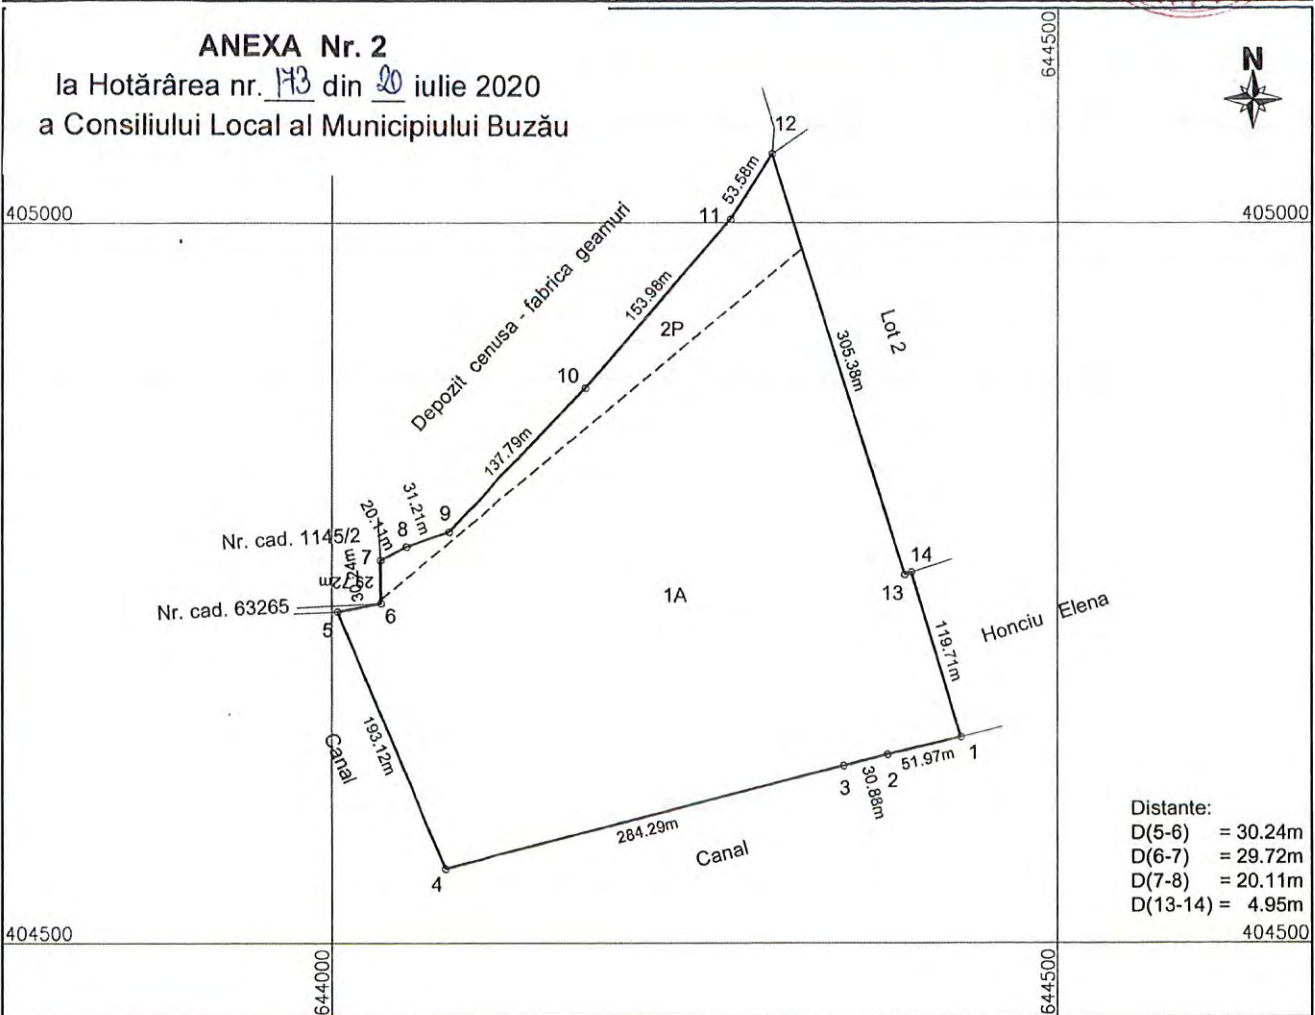 ANEXA Nr. 2
la Hotărârea nr. 173 din 20 iulie 2020
a Consiliului Local al Municipiului Buzău
644500
N
12
53.58m
405000
11
405000
Depozit cenusa - fabrica geamuri
153.98m
2P
Lot 2
305.38m
10
137.79m
31.21m
20.11m
9
8
Nr. cad. 1145/2
7
30.24m
29.72m
14
13
1A
Nr. cad. 63265
6
5
Honciu Elena
119.71m
193.12m
Canal
1
51.97m
2
30.88m
3
284.29m
Canal
4
Distante:
D(5-6) = 30.24m
D(6-7) = 29.72m
D(7-8) = 20.11m
D(13-14) = 4.95m
404500
404500
644000
644500